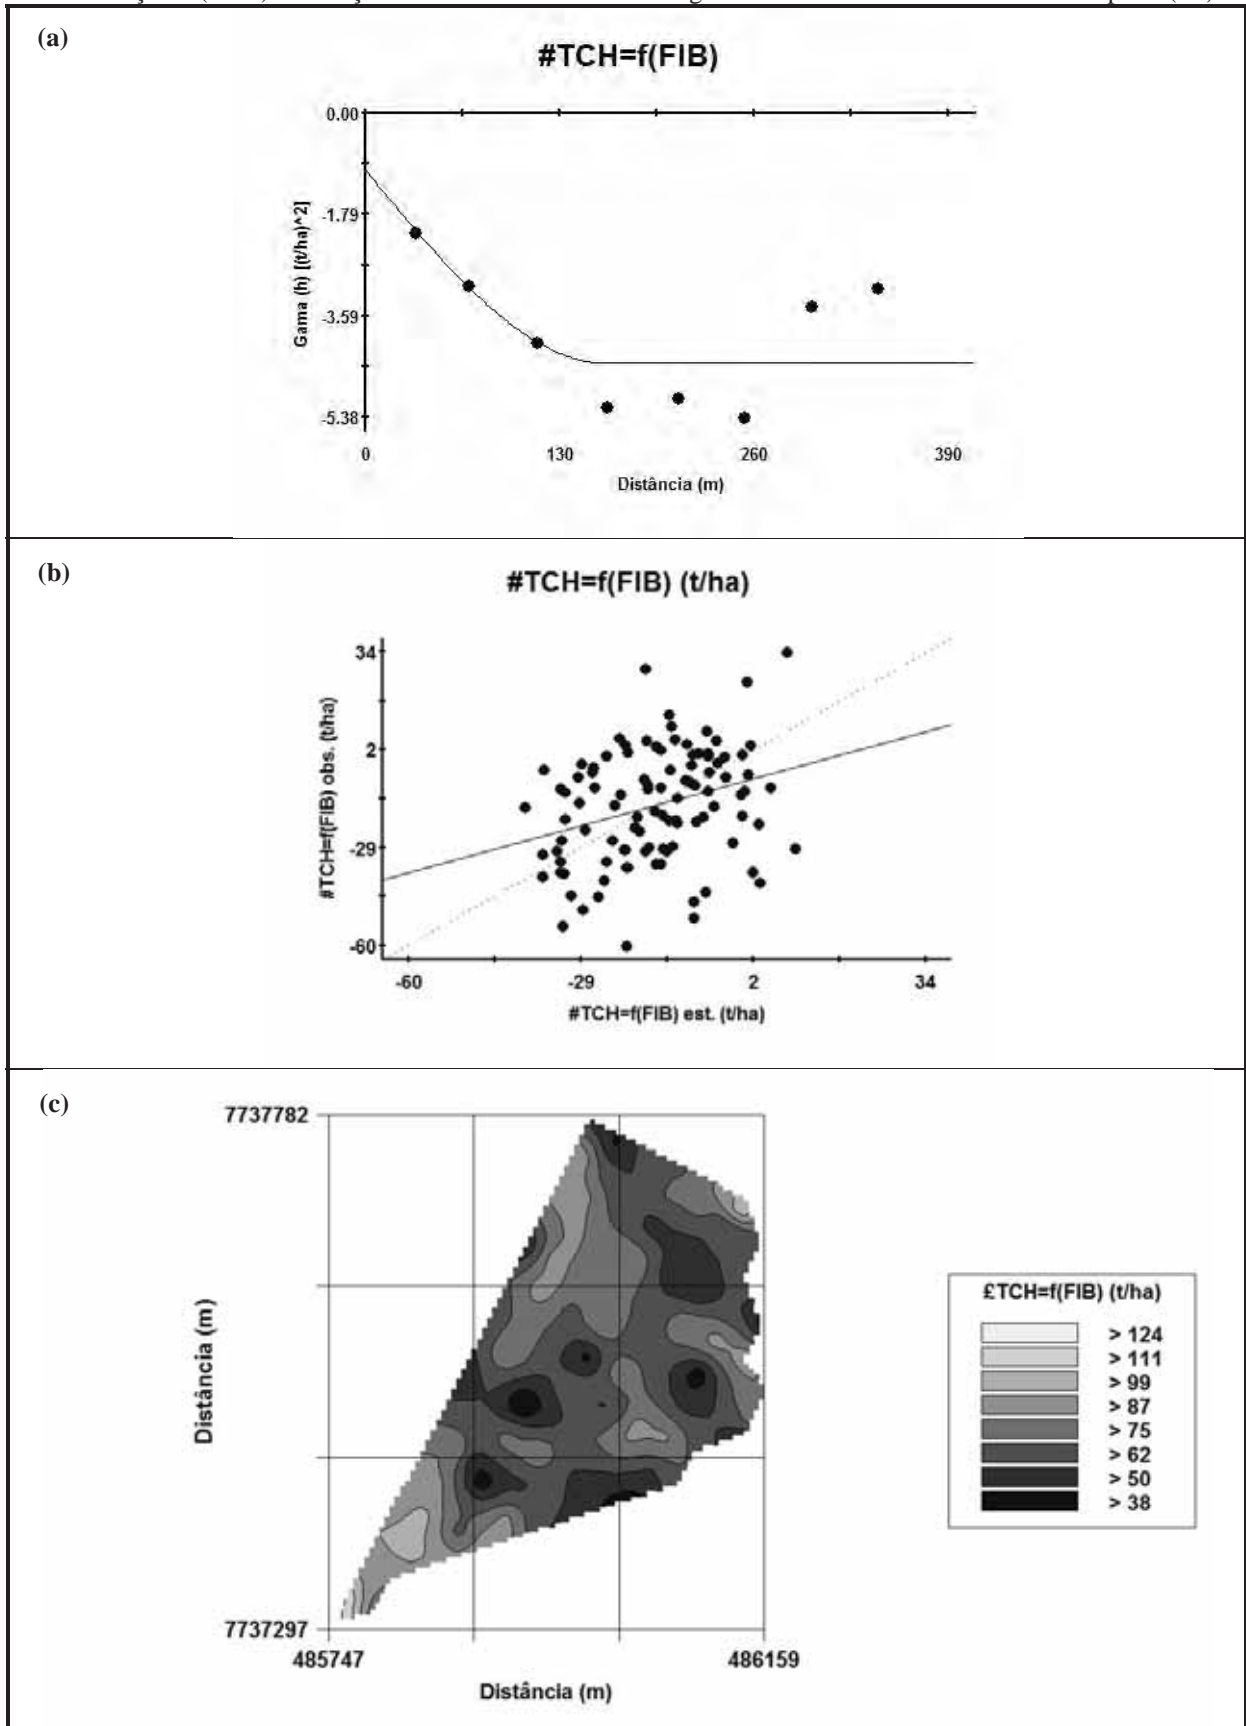 (a)
#TCH=f(FIB)
0.00
-1.79
-3.59
-5.38
Gama (h) [(t/ha)^2]
0 130 260 390
Distância (m)
(b)
#TCH=f(FIB) (t/ha)
34
2
-29
-60
#TCH=f(FIB) obs. (t/ha)
-60 -29 2 34
#TCH=f(FIB) est. (t/ha)
(c)
7737782
7737297
Distância (m)
485747 486159
Distância (m)
£TCH=f(FIB) (t/ha)
> 124
> 111
> 99
> 87
> 75
> 62
> 50
> 38